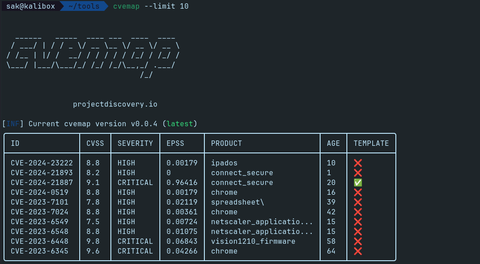 sak@kalibox ~/tools cvemap --limit 10
projectdiscovery.io
[INF] Current cvemap version v0.0.4 (latest)
ID CVSS SEVERITY EPSS PRODUCT AGE TEMPLATE
CVE-2024-23222 8.8 HIGH 0.00179 ipados 10 ❌
CVE-2024-21893 8.2 HIGH 0 connect_secure 1 ❌
CVE-2024-21887 9.1 CRITICAL 0.96416 connect_secure 20 ✅
CVE-2024-0519 8.8 HIGH 0.00179 chrome 16 ❌
CVE-2023-7101 7.8 HIGH 0.02119 spreadsheet\ 39 ❌
CVE-2023-7024 8.8 HIGH 0.00361 chrome 42 ❌
CVE-2023-6549 7.5 HIGH 0.00724 netscaler_applicatio... 15 ❌
CVE-2023-6548 8.8 HIGH 0.01075 netscaler_applicatio... 15 ❌
CVE-2023-6448 9.8 CRITICAL 0.06843 vision1210_firmware 58 ❌
CVE-2023-6345 9.6 CRITICAL 0.04266 chrome 64 ❌